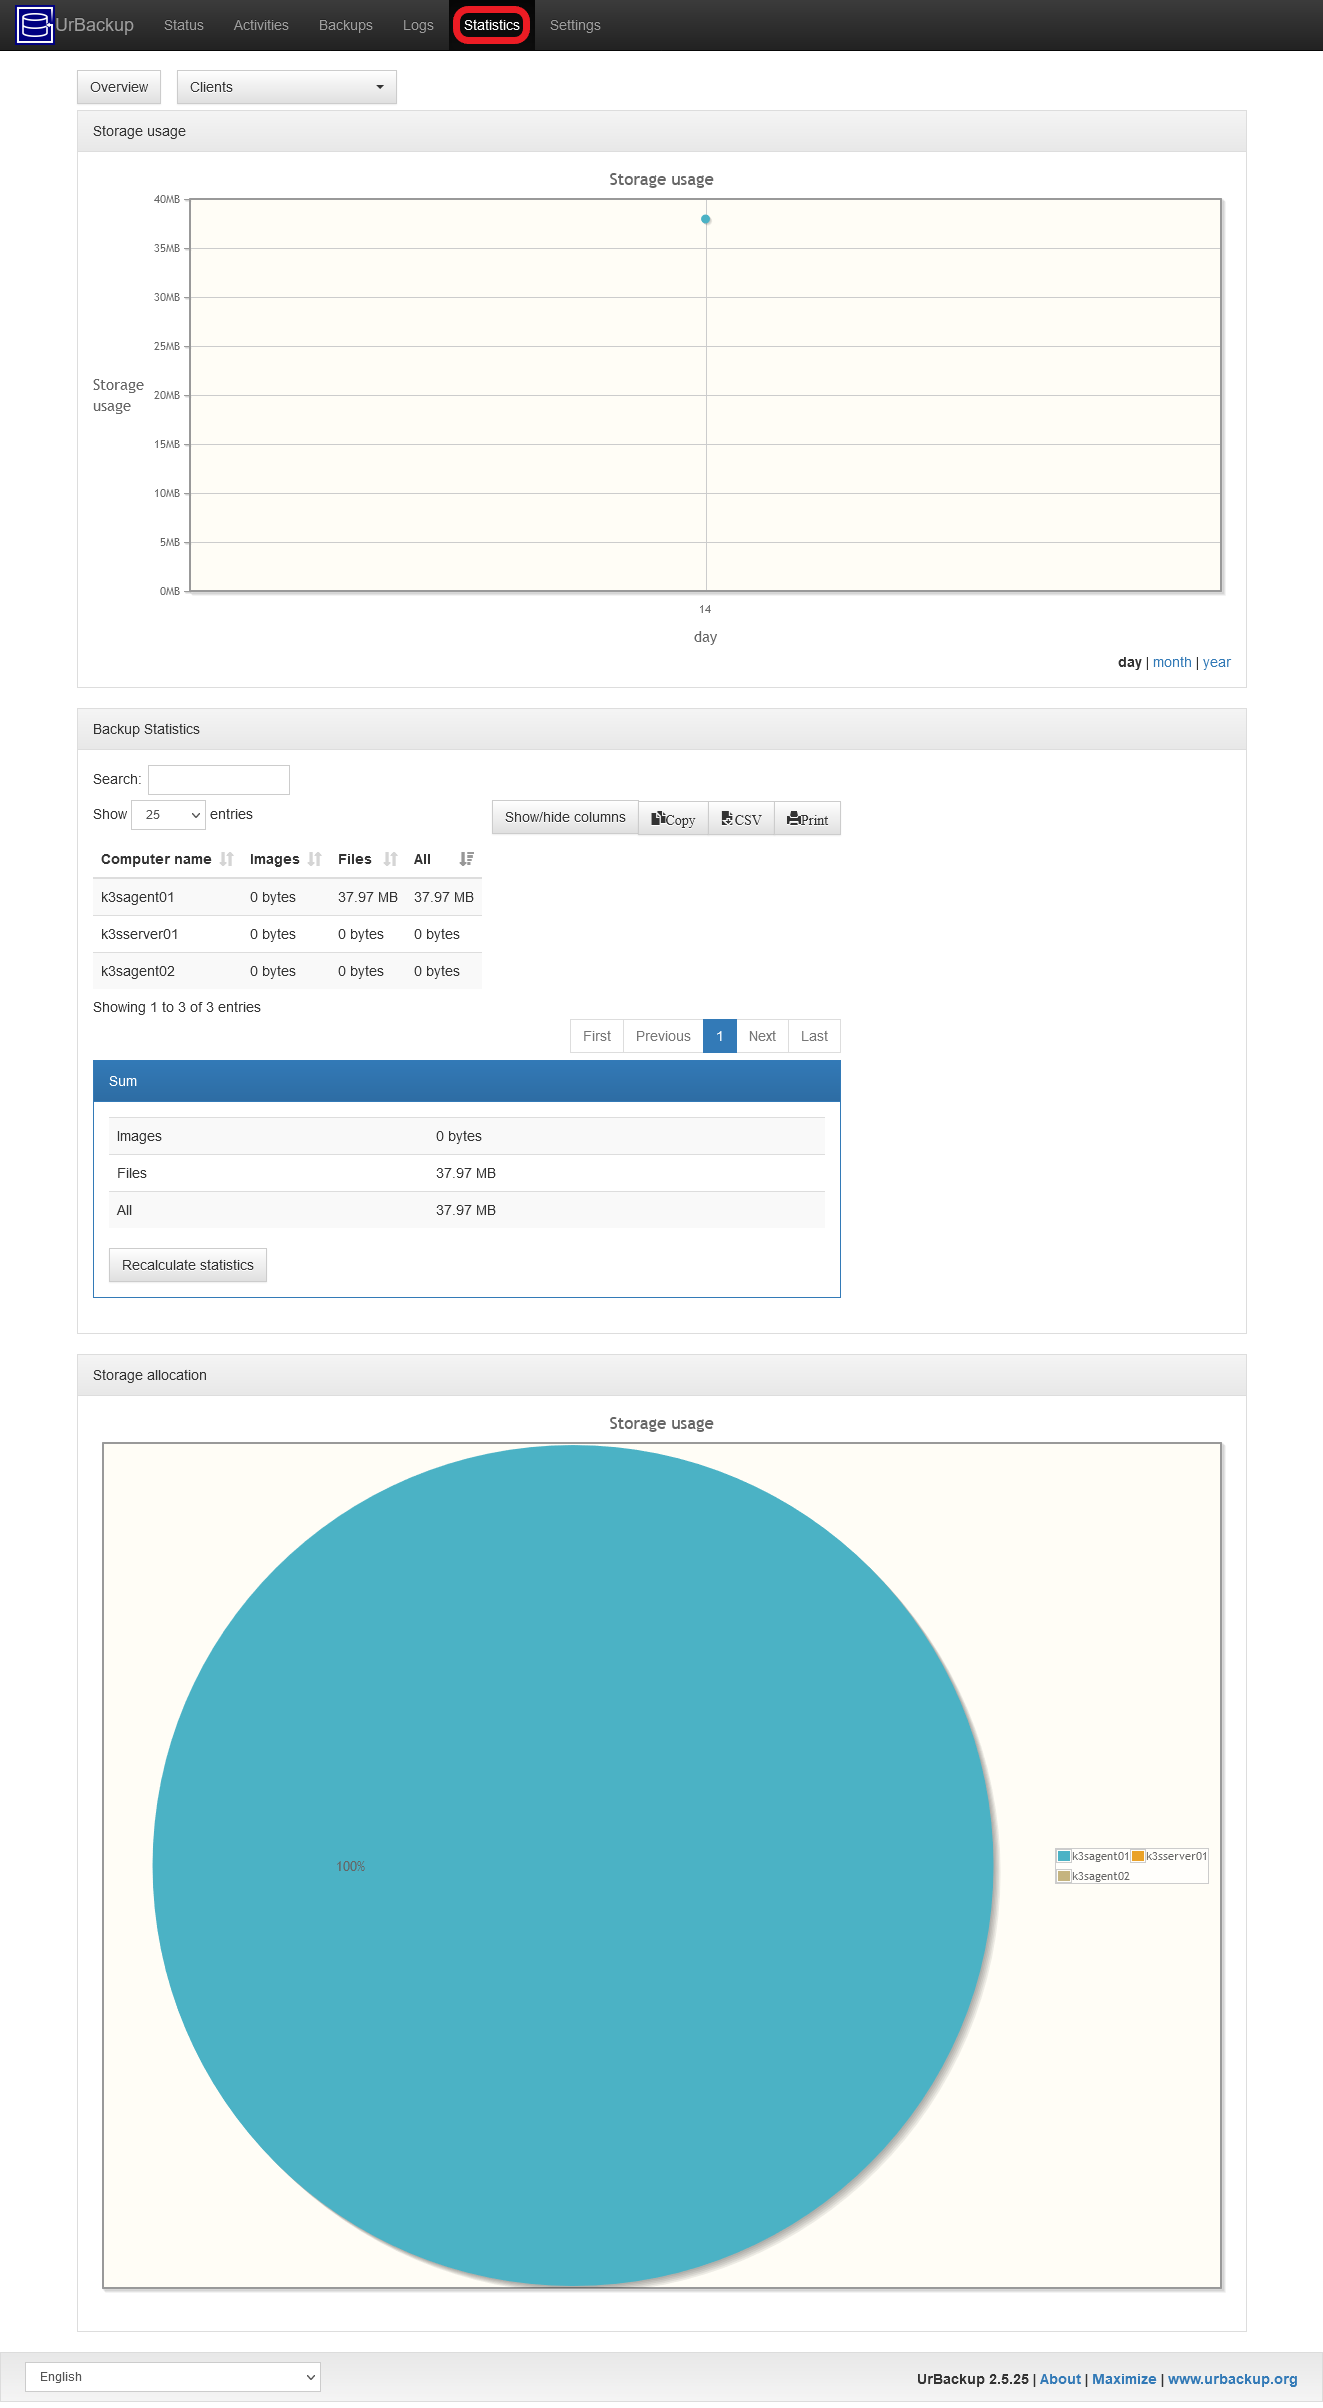 UrBackup Status Activities Backups Logs Statistics Settings
Overview Clients
Storage usage
Storage usage
40MB
35MB
30MB
25MB
Storage
usage
20MB
15MB
10MB
5MB
0MB
14
day
day | month | year
Backup Statistics
Search:
Show 25 entries Show/hide columns Copy CSV Print
Computer name Images Files All
k3sagent01 0 bytes 37.97 MB 37.97 MB
k3sserver01 0 bytes 0 bytes 0 bytes
k3sagent02 0 bytes 0 bytes 0 bytes
Showing 1 to 3 of 3 entries
First Previous 1 Next Last
Sum
Images 0 bytes
Files 37.97 MB
All 37.97 MB
Recalculate statistics
Storage allocation
Storage usage
100%
k3sagent01 k3sserver01
k3sagent02
English UrBackup 2.5.25 | About | Maximize | www.urbackup.org